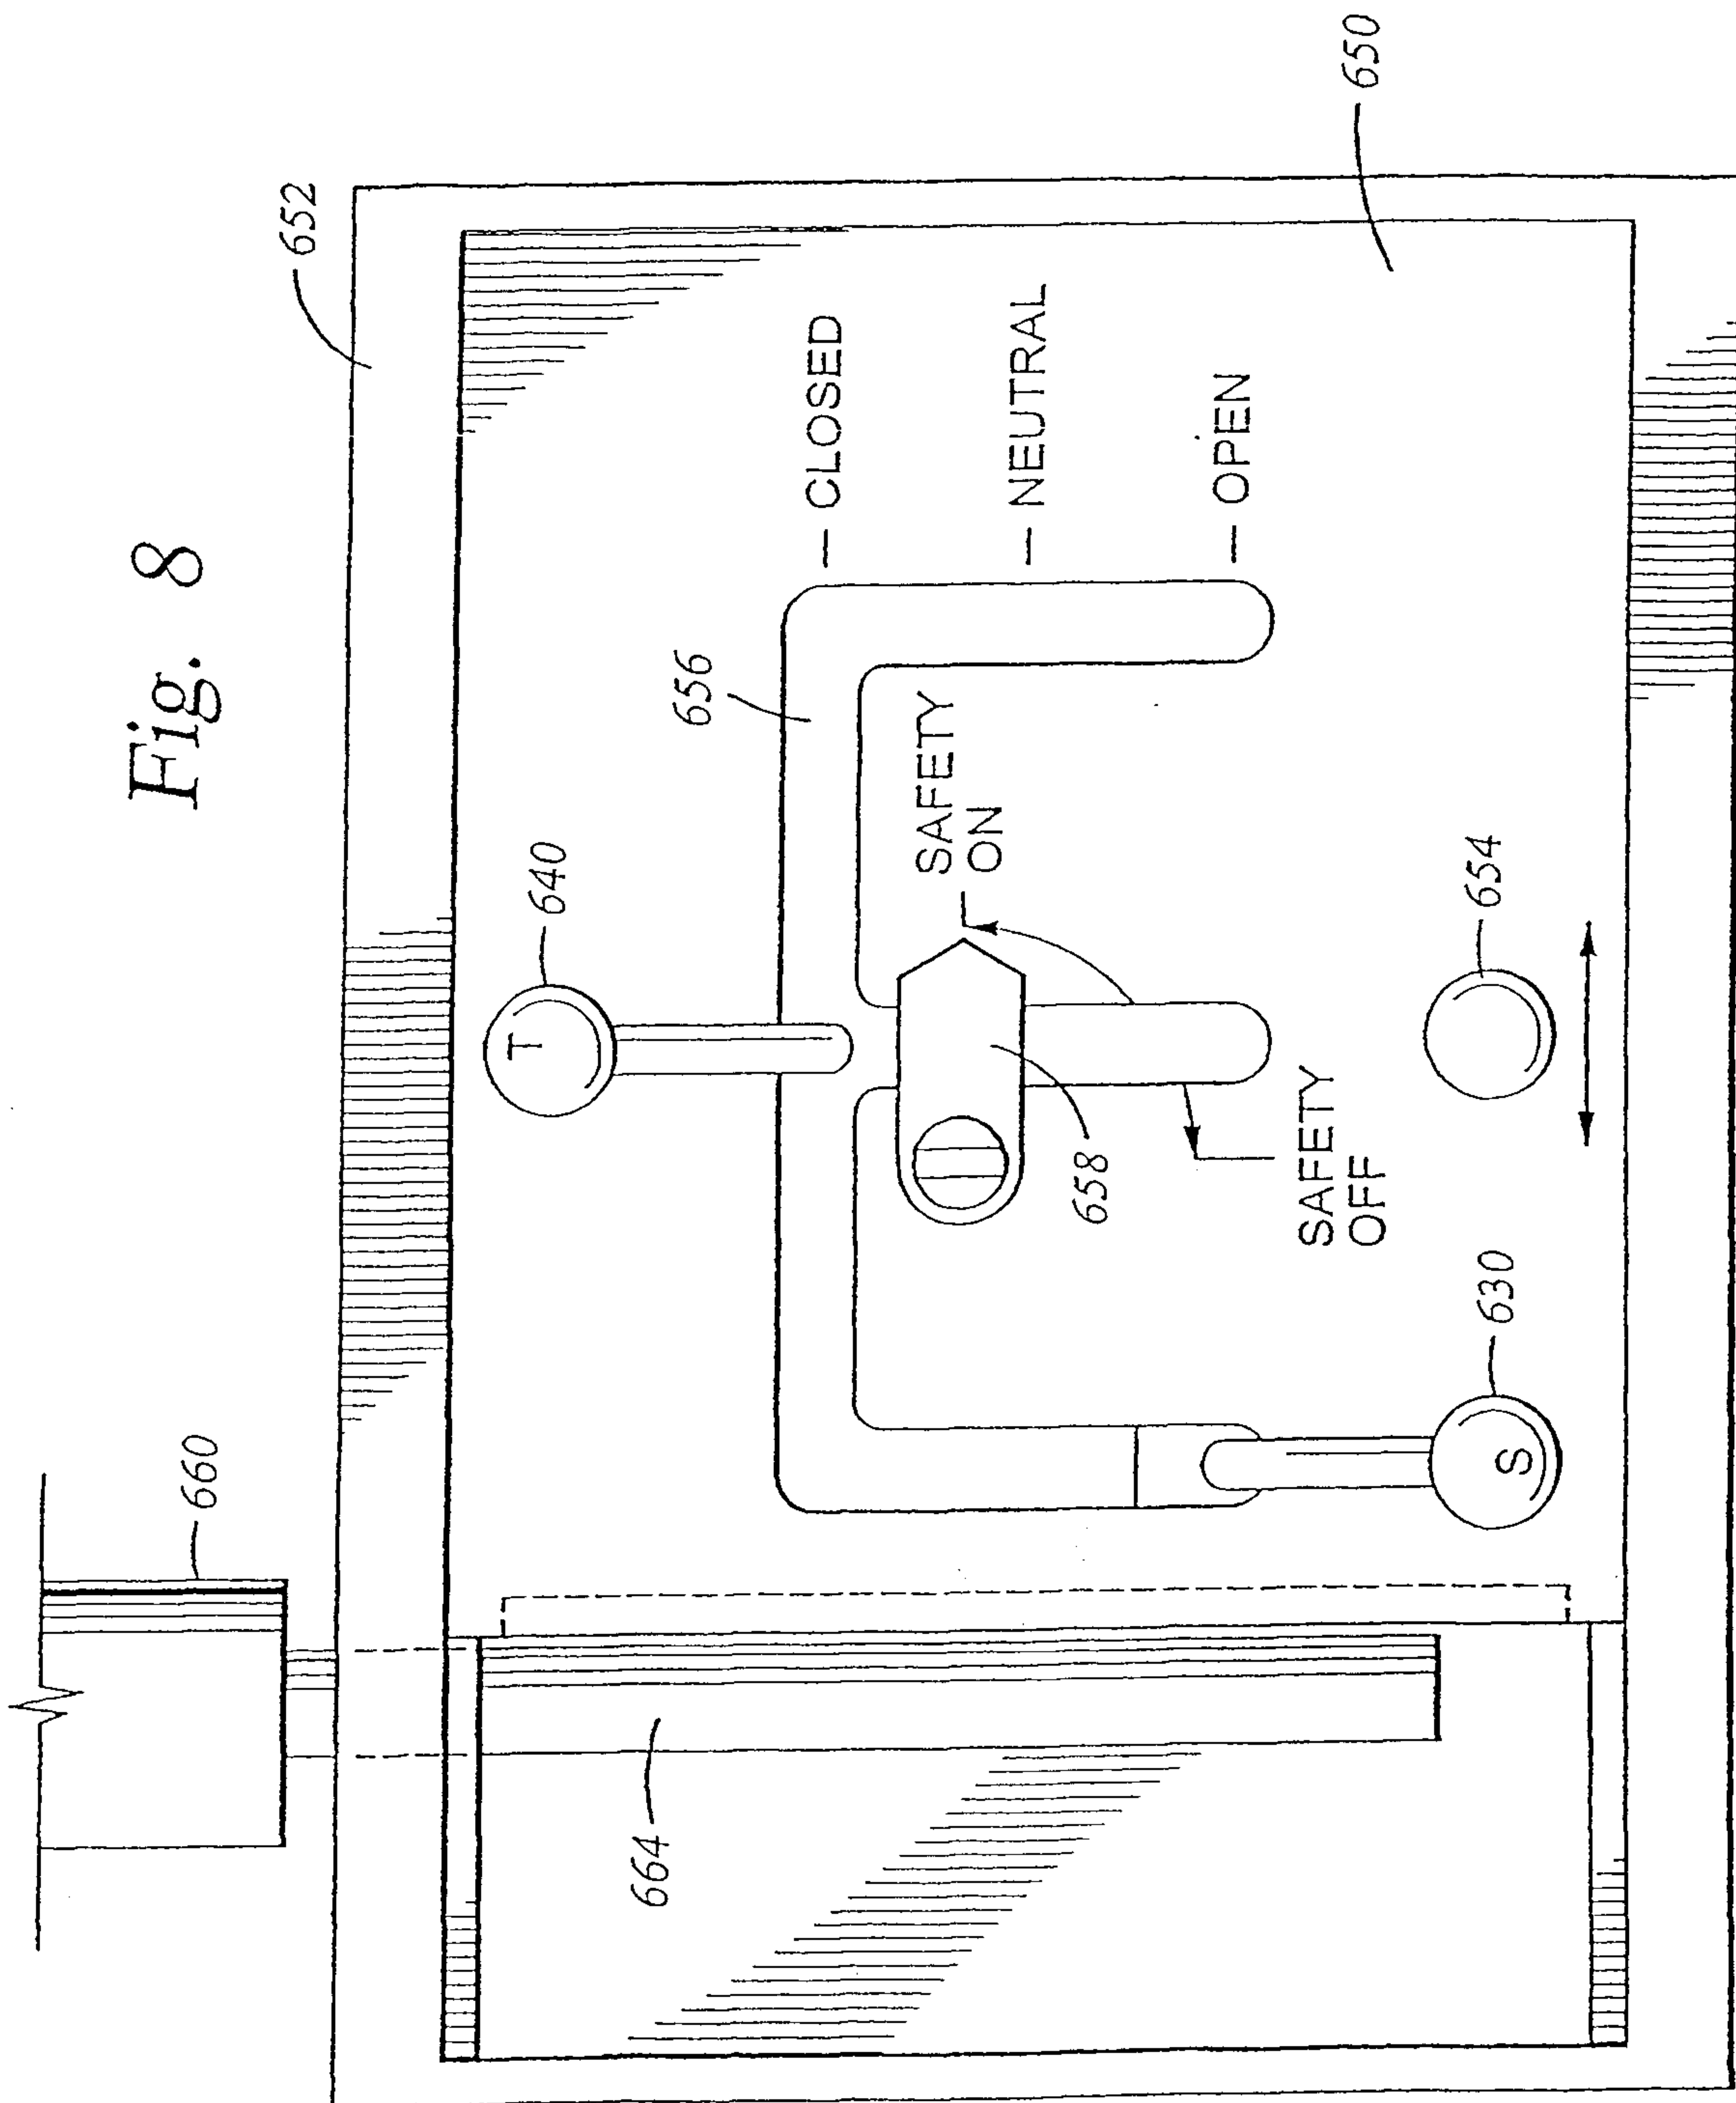 Fig. 8
652
650
660
640
T
656
— CLOSED
— NEUTRAL
— OPEN
SAFETY
ON
658
SAFETY
OFF
654
630
S
664